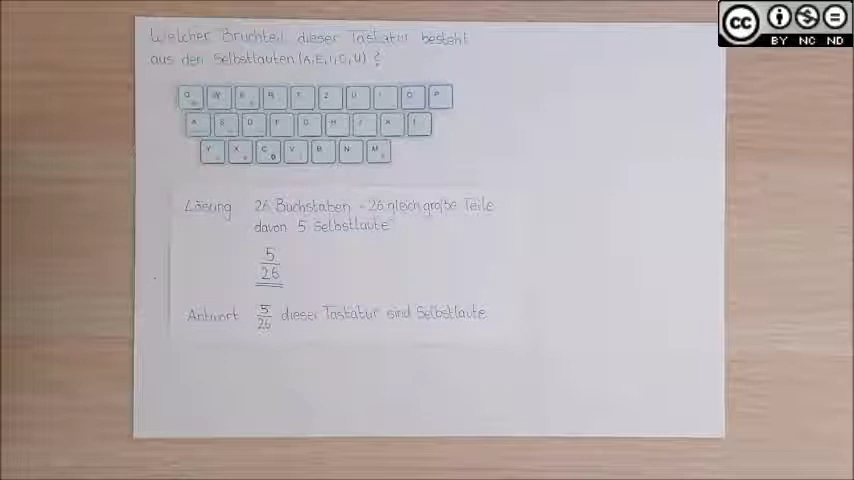 Welcher Bruchteil dieser Tastatur besteht
aus den Selbstlauten (A,E,I,O,U) ?
Q W E R T Z U I O P
A S D F G H J K L
Y X C V B N M
Lösung 26 Buchstaben - 26 gleich große Teile
davon 5 Selbstlaute
5
26
Antwort 5/26 dieser Tastatur sind Selbstlaute
cc
BY NC ND